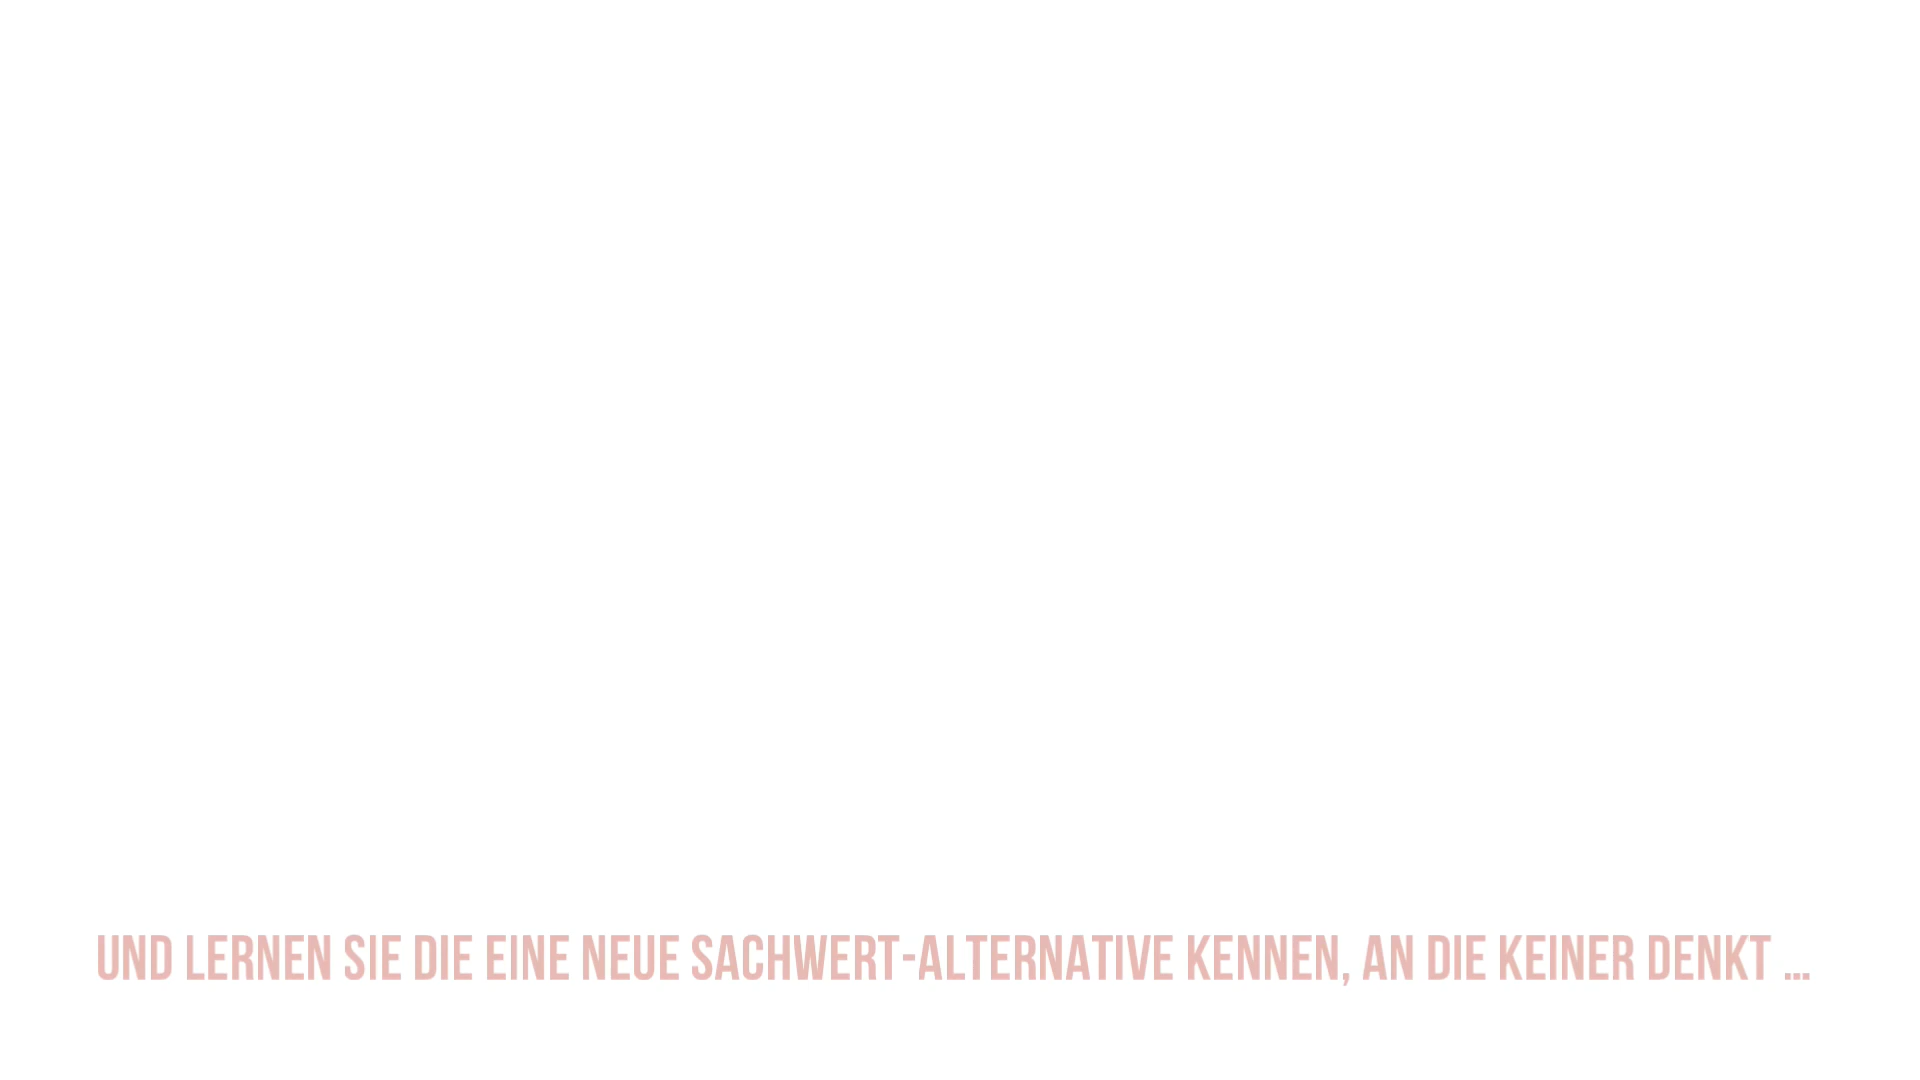 UND LERNEN SIE DIE EINE NEUE SACHWERT-ALTERNATIVE KENNEN, AN DIE KEINER DENKT ...